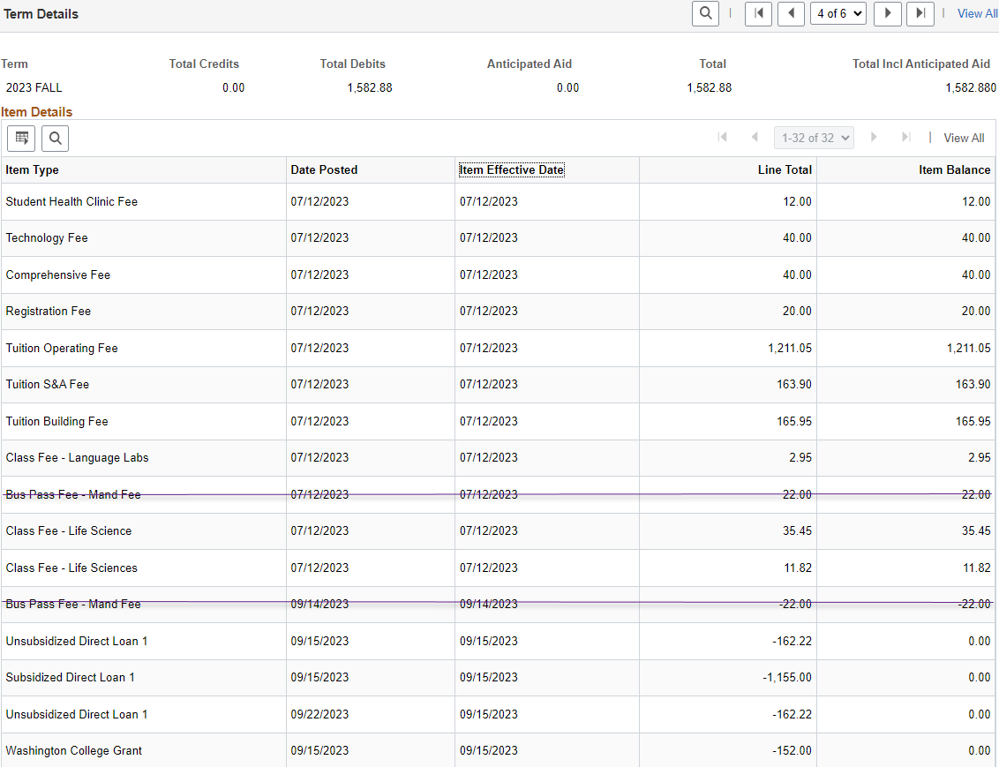 Term Details 4 of 6 View All
Term Total Credits Total Debits Anticipated Aid Total Total Incl Anticipated Aid
2023 FALL 0.00 1,582.88 0.00 1,582.88 1,582.880
Item Details
1-32 of 32 View All
Item Type Date Posted Item Effective Date Line Total Item Balance
Student Health Clinic Fee 07/12/2023 07/12/2023 12.00 12.00
Technology Fee 07/12/2023 07/12/2023 40.00 40.00
Comprehensive Fee 07/12/2023 07/12/2023 40.00 40.00
Registration Fee 07/12/2023 07/12/2023 20.00 20.00
Tuition Operating Fee 07/12/2023 07/12/2023 1,211.05 1,211.05
Tuition S&A Fee 07/12/2023 07/12/2023 163.90 163.90
Tuition Building Fee 07/12/2023 07/12/2023 165.95 165.95
Class Fee - Language Labs 07/12/2023 07/12/2023 2.95 2.95
Bus Pass Fee - Mand Fee 07/12/2023 07/12/2023 22.00 22.00
Class Fee - Life Science 07/12/2023 07/12/2023 35.45 35.45
Class Fee - Life Sciences 07/12/2023 07/12/2023 11.82 11.82
Bus Pass Fee - Mand Fee 09/14/2023 09/14/2023 -22.00 -22.00
Unsubsidized Direct Loan 1 09/15/2023 09/15/2023 -162.22 0.00
Subsidized Direct Loan 1 09/15/2023 09/15/2023 -1,155.00 0.00
Unsubsidized Direct Loan 1 09/22/2023 09/15/2023 -162.22 0.00
Washington College Grant 09/15/2023 09/15/2023 -152.00 0.00